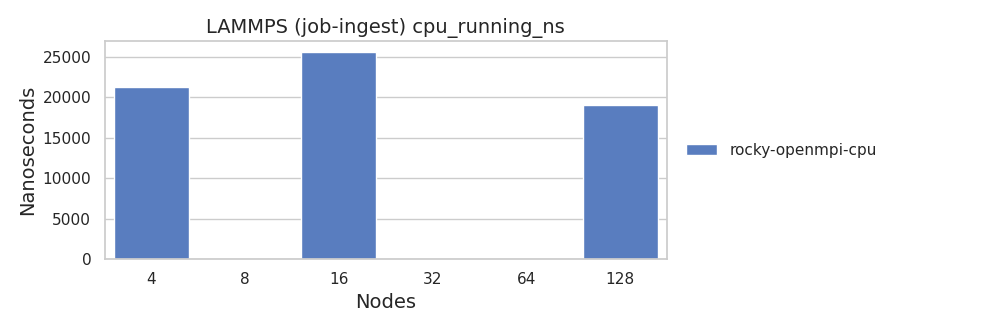 LAMMPS (job-ingest) cpu_running_ns
Nanoseconds
25000
20000
15000
10000
5000
0
4 8 16 32 64 128
Nodes
rocky-openmpi-cpu